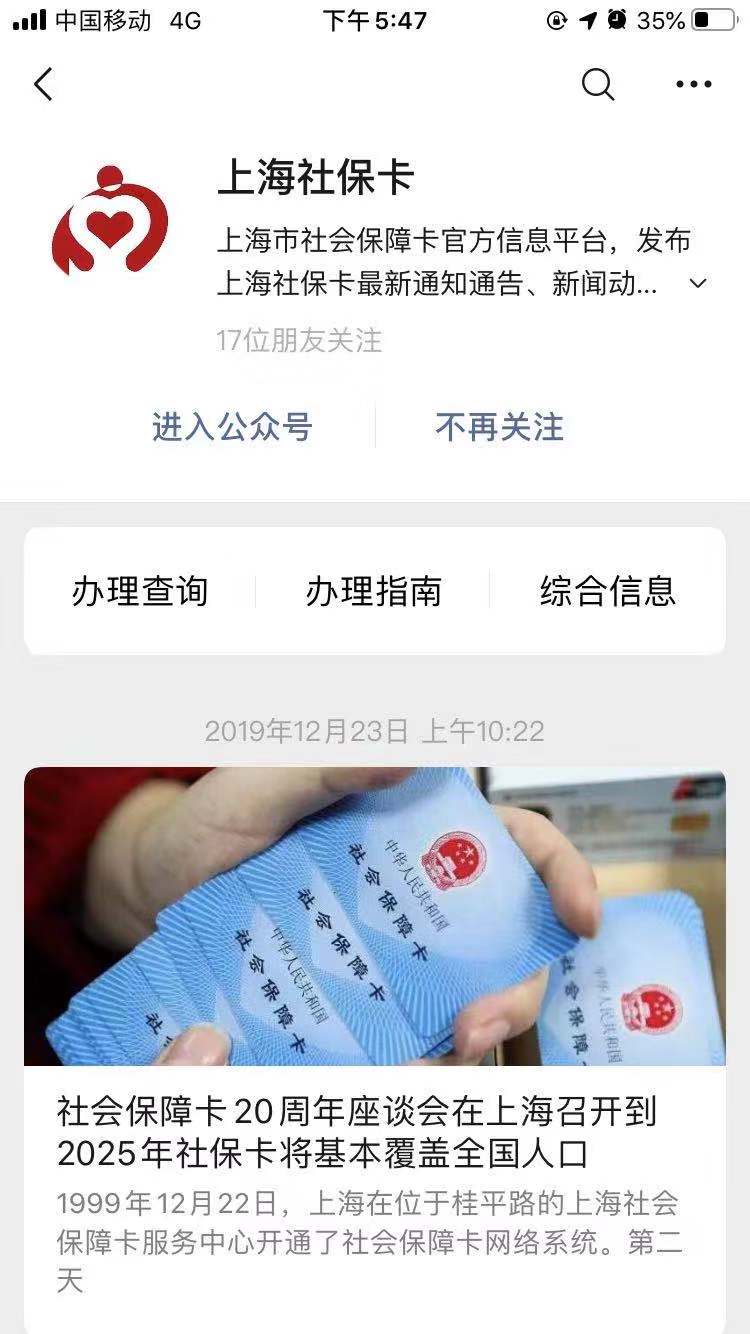 中国移动 4G 下午5:47 35%
上海社保卡
上海市社会保障卡官方信息平台，发布
上海社保卡最新通知通告、新闻动...
17位朋友关注
进入公众号 不再关注
办理查询 办理指南 综合信息
2019年12月23日 上午10:22
中华人民共和国
社会保障卡
社会保障卡
中华人民共和国
社会保障卡
社会
中华人民共和国
社会保障
社会保障卡20周年座谈会在上海召开到
2025年社保卡将基本覆盖全国人口
1999年12月22日，上海在位于桂平路的上海社会
保障卡服务中心开通了社会保障卡网络系统。第二
天